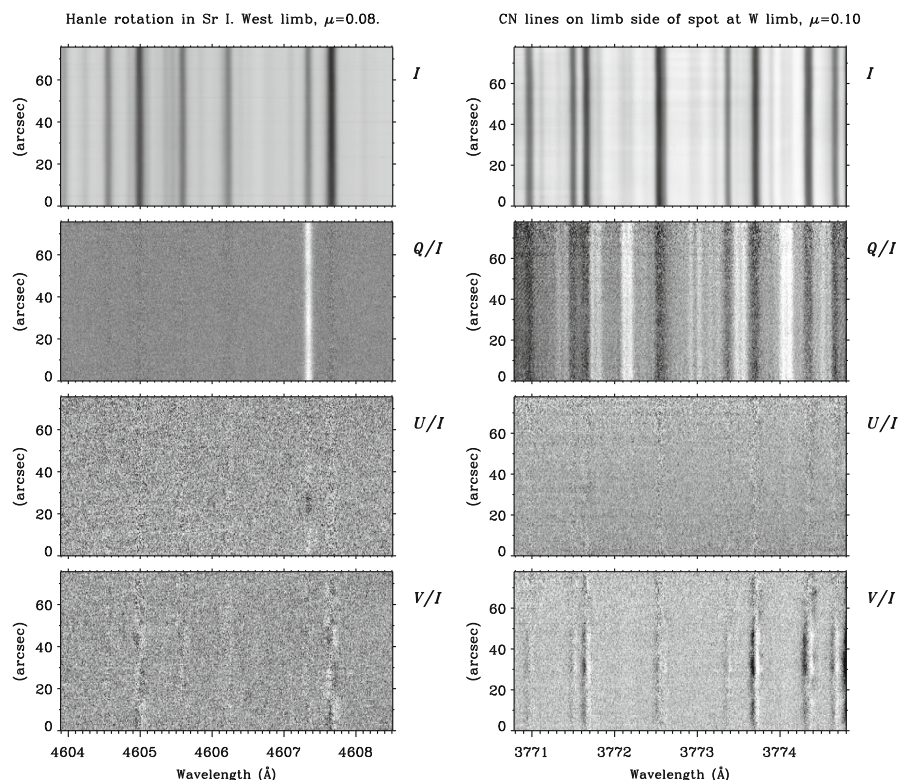 Hanle rotation in Sr I. West limb, μ=0.08.
I
60
40
20
0
(arcsec)
Q/I
60
40
20
0
(arcsec)
U/I
60
40
20
0
(arcsec)
V/I
60
40
20
0
(arcsec)
4604 4605 4606 4607 4608
Wavelength (Å)
CN lines on limb side of spot at W limb, μ=0.10
I
60
40
20
0
(arcsec)
Q/I
60
40
20
0
(arcsec)
U/I
60
40
20
0
(arcsec)
V/I
60
40
20
0
(arcsec)
3771 3772 3773 3774
Wavelength (Å)